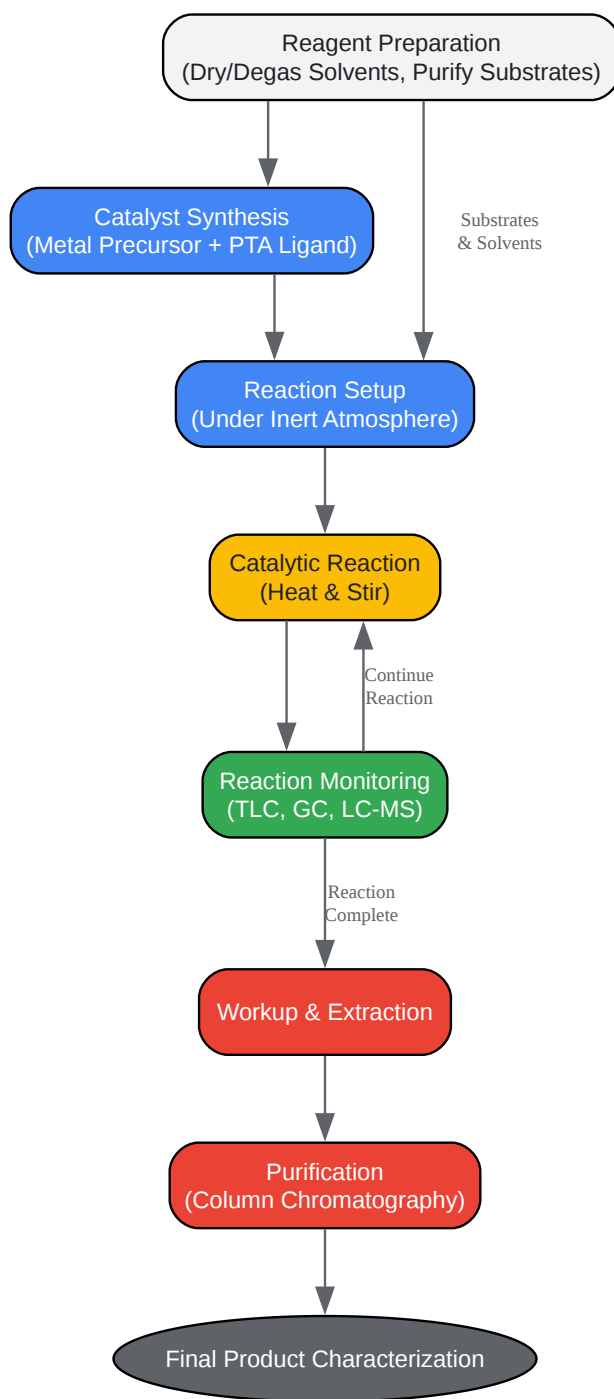 Reagent Preparation
(Dry/Degas Solvents, Purify Substrates)
Catalyst Synthesis
(Metal Precursor + PTA Ligand)
Substrates
& Solvents
Reaction Setup
(Under Inert Atmosphere)
Catalytic Reaction
(Heat & Stir)
Continue
Reaction
Reaction Monitoring
(TLC, GC, LC-MS)
Reaction
Complete
Workup & Extraction
Purification
(Column Chromatography)
Final Product Characterization